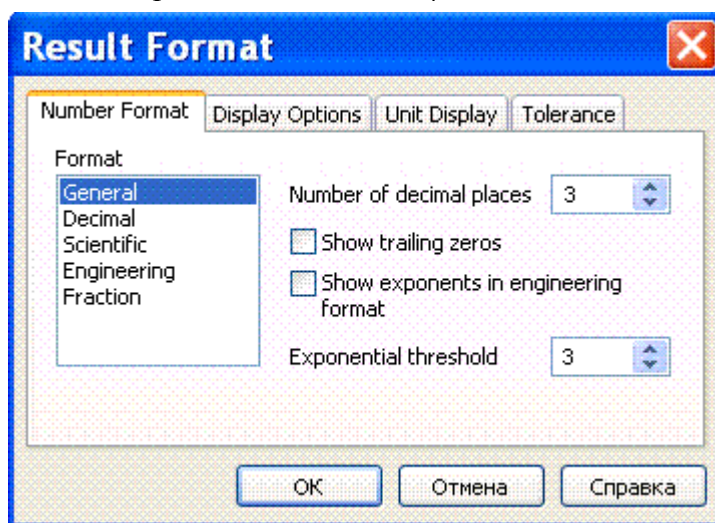 Result Format
Number Format Display Options Unit Display Tolerance
Format
General
Decimal
Scientific
Engineering
Fraction
Number of decimal places 3
Show trailing zeros
Show exponents in engineering
format
Exponential threshold 3
ОК Отмена Справка